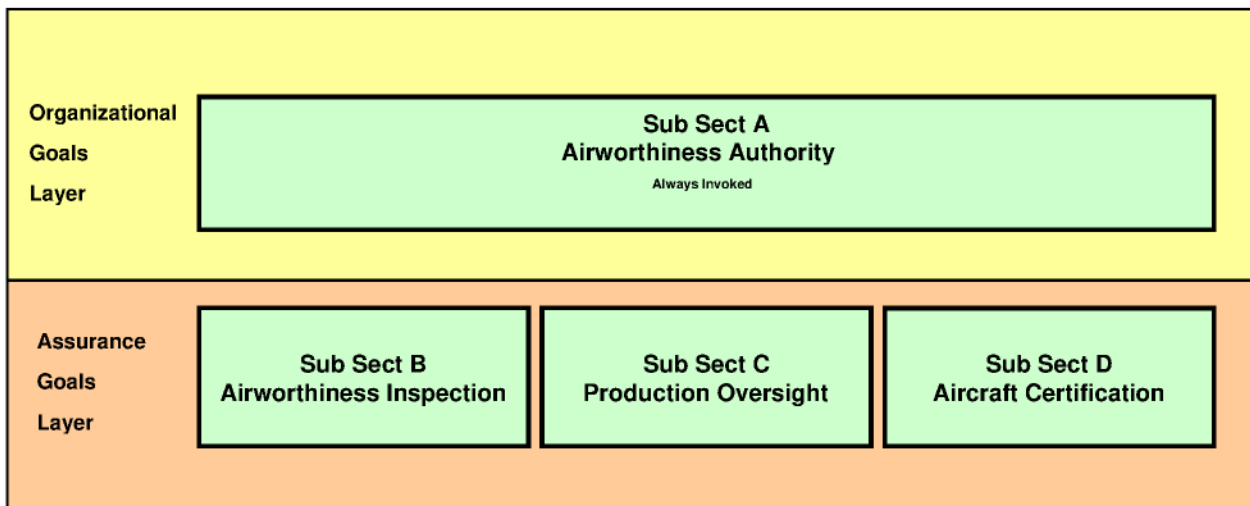 Organizational
Goals
Layer
Sub Sect A
Airworthiness Authority
Always Invoked
Assurance
Goals
Layer
Sub Sect B
Airworthiness Inspection
Sub Sect C
Production Oversight
Sub Sect D
Aircraft Certification